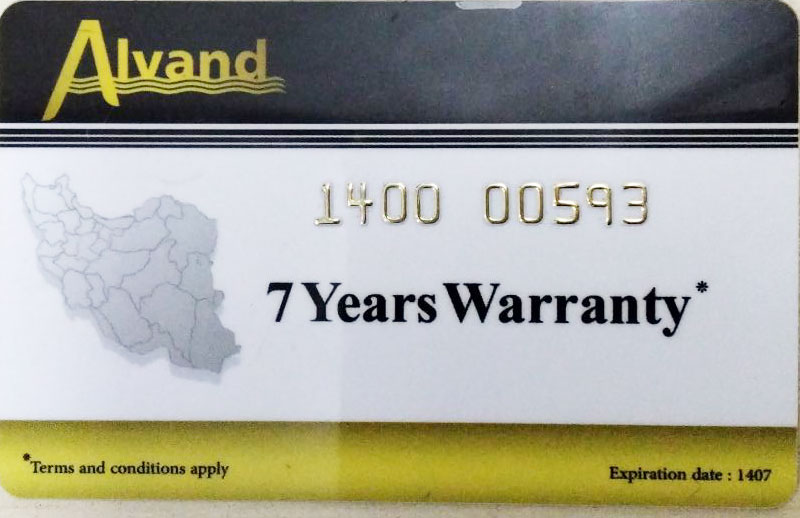 Alvand
1400 00593
7 Years Warranty*
*Terms and conditions apply
Expiration date : 1407